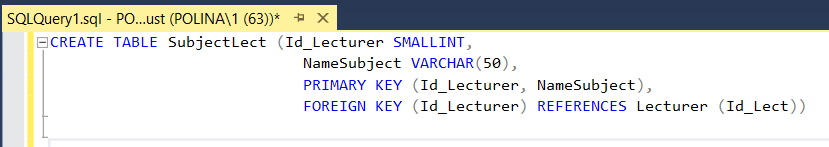 SQLQuery1.sql - PO...ust (POLINA\1 (63))*
CREATE TABLE SubjectLect (Id_Lecturer SMALLINT,
NameSubject VARCHAR(50),
PRIMARY KEY (Id_Lecturer, NameSubject),
FOREIGN KEY (Id_Lecturer) REFERENCES Lecturer (Id_Lect))